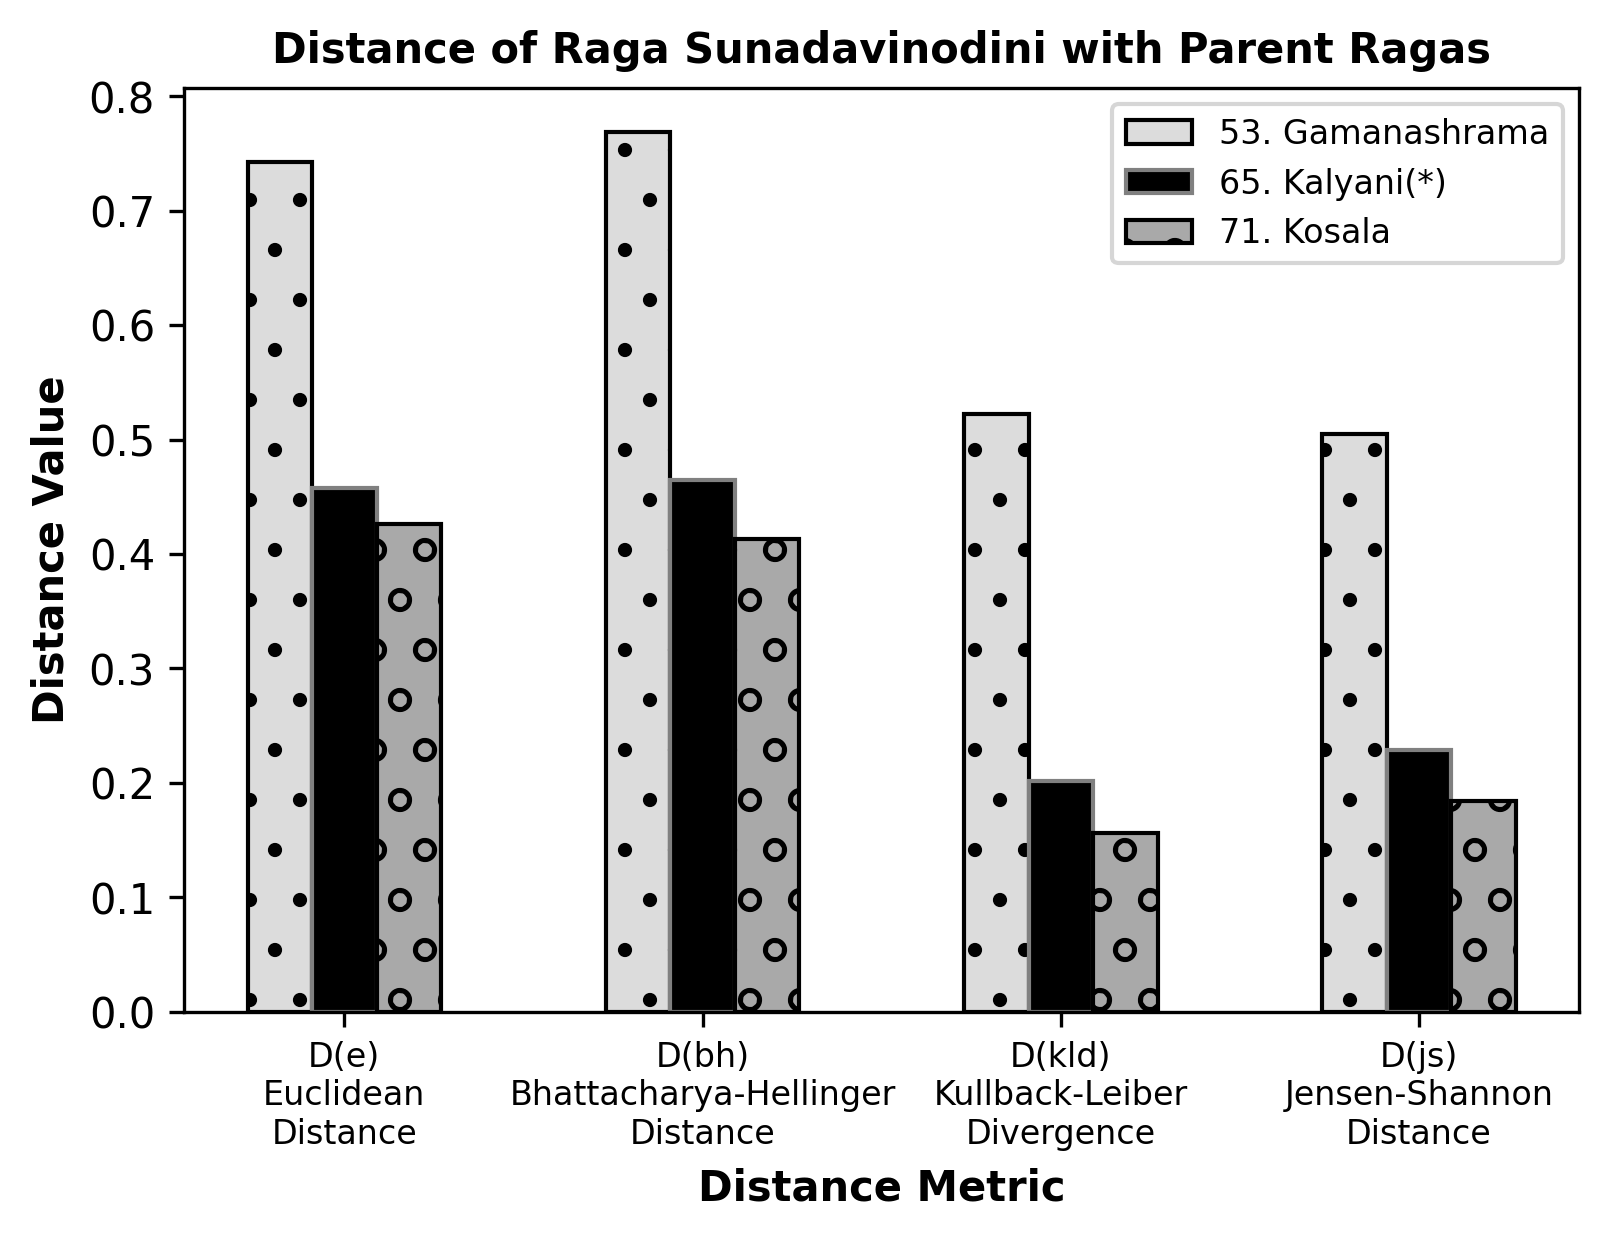 Distance of Raga Sunadavinodini with Parent Ragas
53. Gamanashrama
65. Kalyani(*)
71. Kosala
Distance Value
0.8
0.7
0.6
0.5
0.4
0.3
0.2
0.1
0.0
D(e)
Euclidean
Distance
D(bh)
Bhattacharya-Hellinger
Distance
D(kld)
Kullback-Leiber
Divergence
D(js)
Jensen-Shannon
Distance
Distance Metric